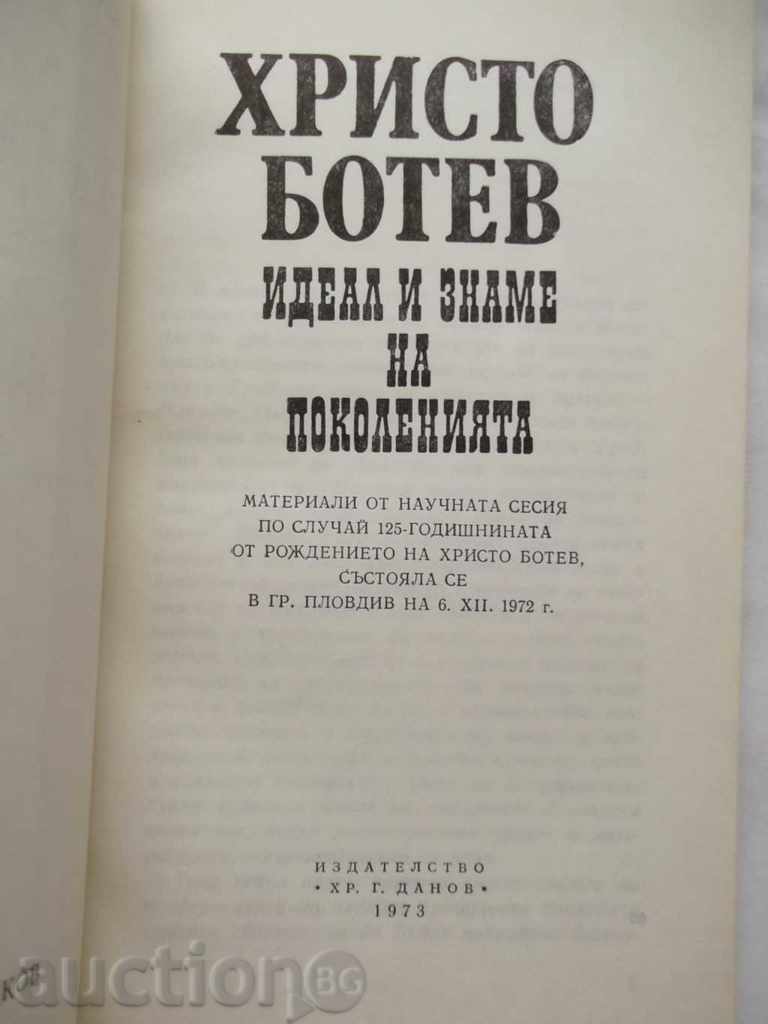 ХРИСТО
БОТЕВ
ИДЕАЛ И ЗНАМЕ
НА
ПОКОЛЕНИЯТА
МАТЕРИАЛИ ОТ НАУЧНАТА СЕСИЯ
ПО СЛУЧАЙ 125-ГОДИШНИНАТА
ОТ РОЖДЕНИЕТО НА ХРИСТО БОТЕВ,
СЪСТОЯЛА СЕ
В ГР. ПЛОВДИВ НА 6. XII. 1972 г.
ИЗДАТЕЛСТВО
• ХР. Г. ДАНОВ •
1973
ков
auction BG